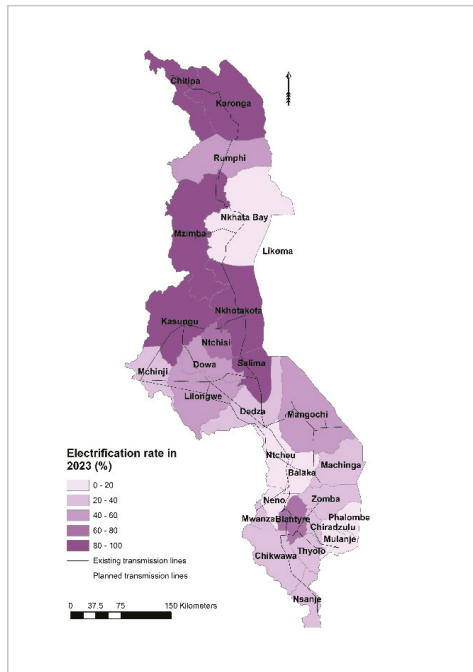 Chitipa
Karonga
Rumphi
Nkhata Bay
Mzimba
Likoma
Nkhotakota
Kasungu
Ntchisi
Dowa
Salima
Mchinji
Lilongwe
Dedza
Mangochi
Ntcheu
Balaka
Machinga
Neno
Zomba
Mwanza
Blantyre
Phalombe
Chiradzulu
Mulanje
Thyolo
Chikwawa
Nsanje
Electrification rate in
2023 (%)
0 - 20
20 - 40
40 - 60
60 - 80
80 - 100
Existing transmission lines
Planned transmission lines
0 37.5 75 150 Kilometers